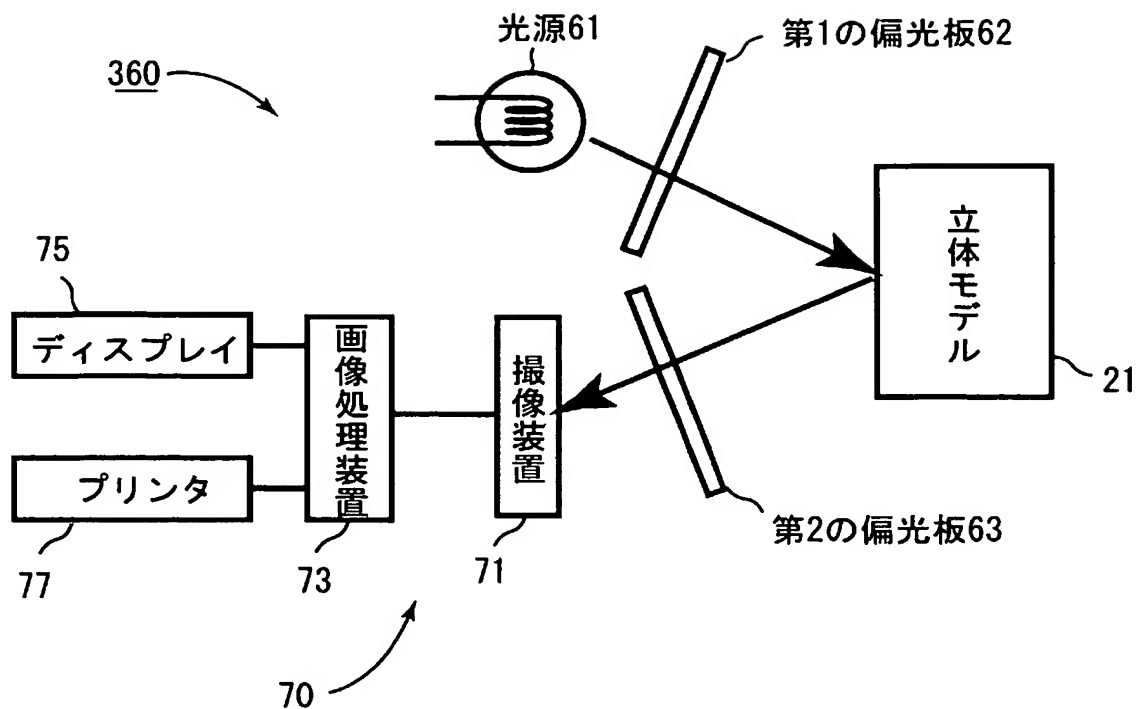 光源61
第1の偏光板62
360
立体モデル
21
75
ディスプレイ
画像処理装置
撮像装置
プリンタ
第2の偏光板63
77
73
71
70